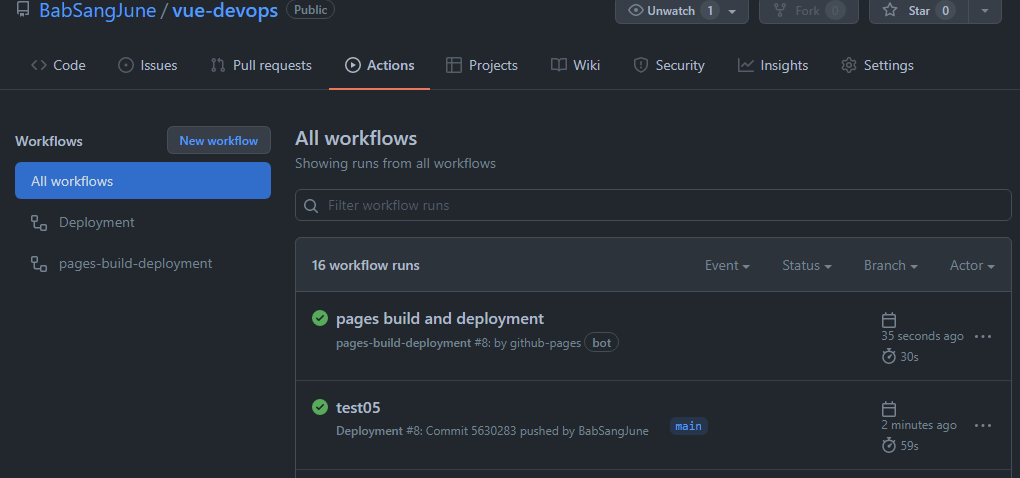 BabSangJune / vue-devops Public Unwatch 1 Fork 0 Star 0
Code Issues Pull requests Actions Projects Wiki Security Insights Settings
Workflows New workflow
All workflows
Deployment
pages-build-deployment
All workflows
Showing runs from all workflows
Filter workflow runs
16 workflow runs Event Status Branch Actor
pages build and deployment
pages-build-deployment #8: by github-pages bot
35 seconds ago
30s
test05
Deployment #8: Commit 5630283 pushed by BabSangJune main
2 minutes ago
59s